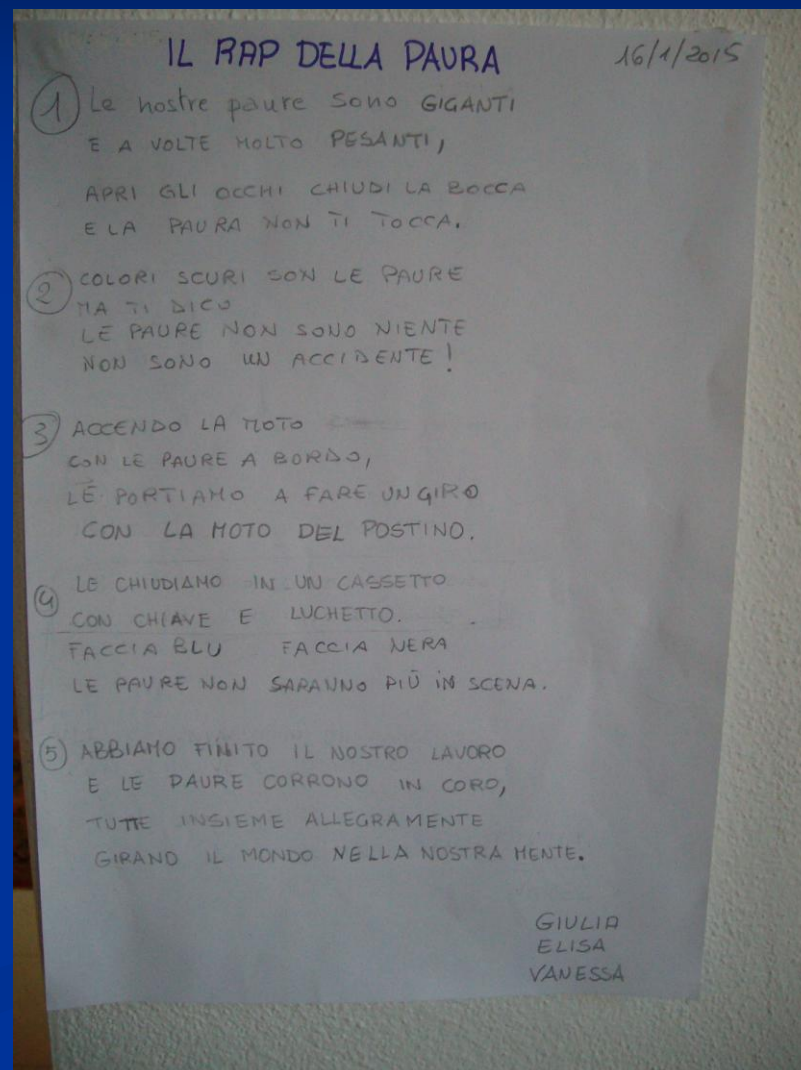 IL RAP DELLA PAURA 16/1/2015
1 Le nostre paure sono GIGANTI
E A VOLTE MOLTO PESANTI,
APRI GLI OCCHI CHIUDI LA BOCCA
E LA PAURA NON TI TOCCA.
2 COLORI SCURI SON LE PAURE
MA TI DICO
LE PAURE NON SONO NIENTE
NON SONO UN ACCIDENTE!
3 ACCENDO LA MOTO
CON LE PAURE A BORDO,
LE PORTIAMO A FARE UN GIRO
CON LA MOTO DEL POSTINO.
4 LE CHIUDIAMO IN UN CASSETTO
CON CHIAVE E LUCHETTO.
FACCIA BLU FACCIA NERA
LE PAURE NON SARANNO PIÙ IN SCENA.
5 ABBIAMO FINITO IL NOSTRO LAVORO
E LE PAURE CORRONO IN CORO,
TUTTE INSIEME ALLEGRAMENTE
GIRANO IL MONDO NELLA NOSTRA MENTE.
GIULIA
ELISA
VANESSA